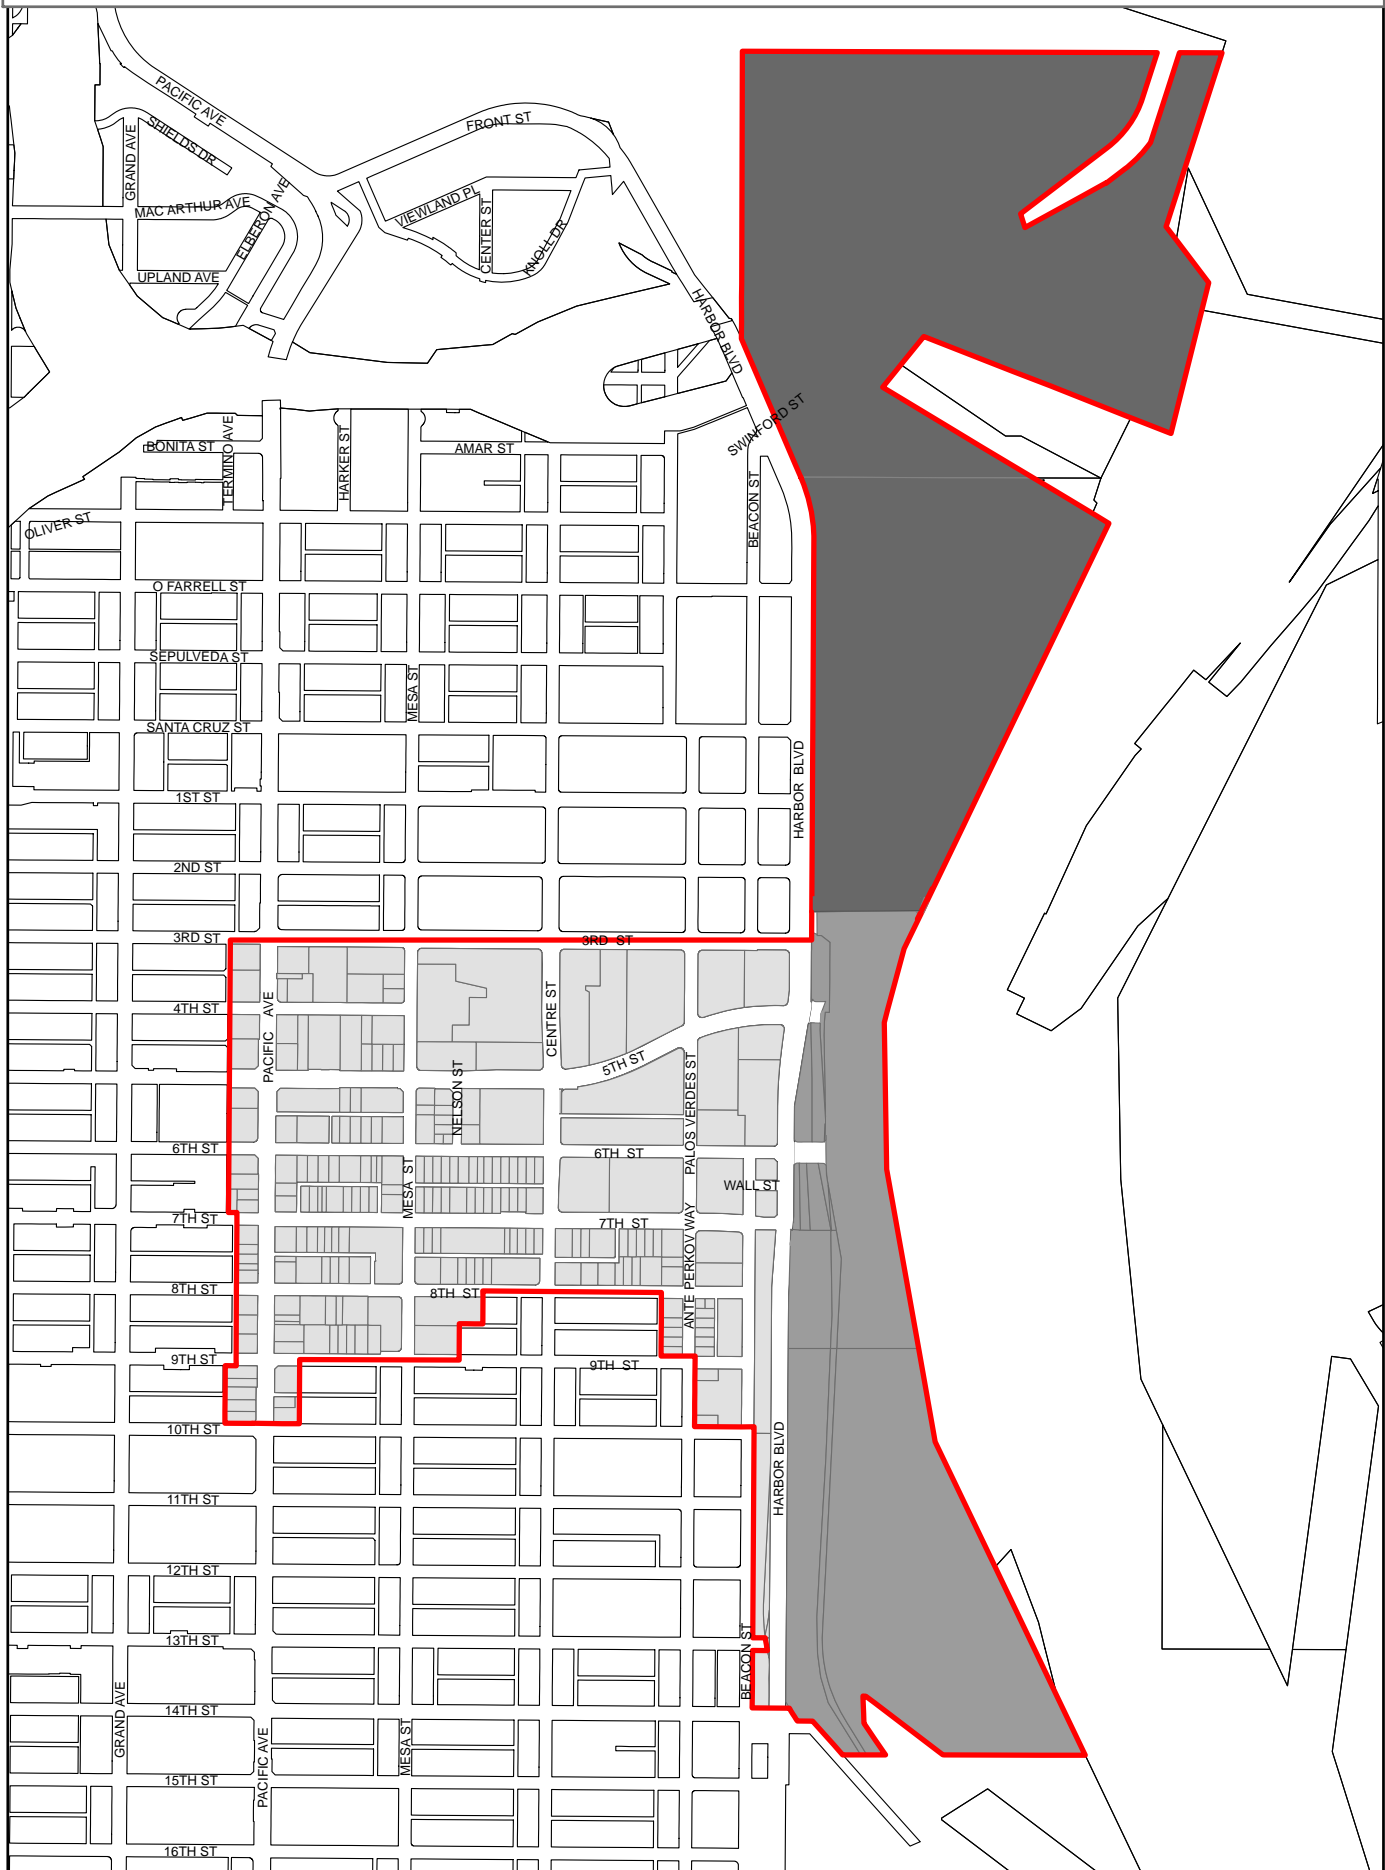 PACIFIC AVE
SHIELDS DR
GRAND AVE
FRONT ST
MAC ARTHUR AVE
ELBERON AVE
VIEWLAND PL
CENTER ST
KNOLL DR
UPLAND AVE
HARBOR BLVD
SWINFORD ST
BONITA ST
TERMINO AVE
HARKER ST
AMAR ST
BEACON ST
OLIVER ST
O FARRELL ST
SEPULVEDA ST
MESA ST
SANTA CRUZ ST
HARBOR BLVD
1ST ST
2ND ST
3RD ST
3RD ST
4TH ST
PACIFIC AVE
CENTRE ST
5TH ST
NELSON ST
PALOS VERDES ST
6TH ST
6TH ST
MESA ST
WALL ST
7TH ST
7TH ST
ANTE PERKOV WAY
8TH ST
8TH ST
9TH ST
9TH ST
10TH ST
HARBOR BLVD
11TH ST
12TH ST
13TH ST
BEACON ST
GRAND AVE
14TH ST
PACIFIC AVE
MESA ST
15TH ST
16TH ST